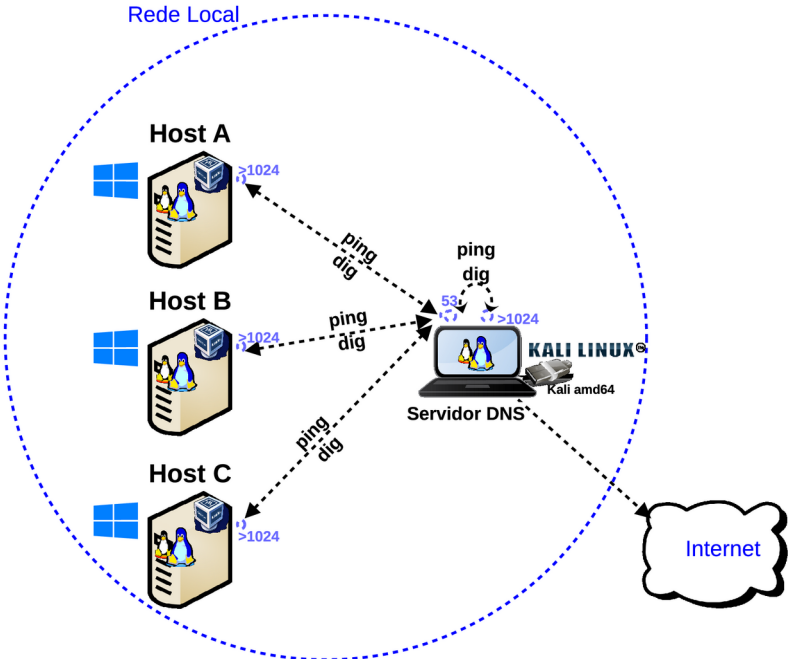 Rede Local
Host A
>1024
ping
dig
ping
dig
53
>1024
Host B
>1024
ping
dig
KALI LINUX
Kali amd64
Servidor DNS
ping
dig
Host C
>1024
Internet